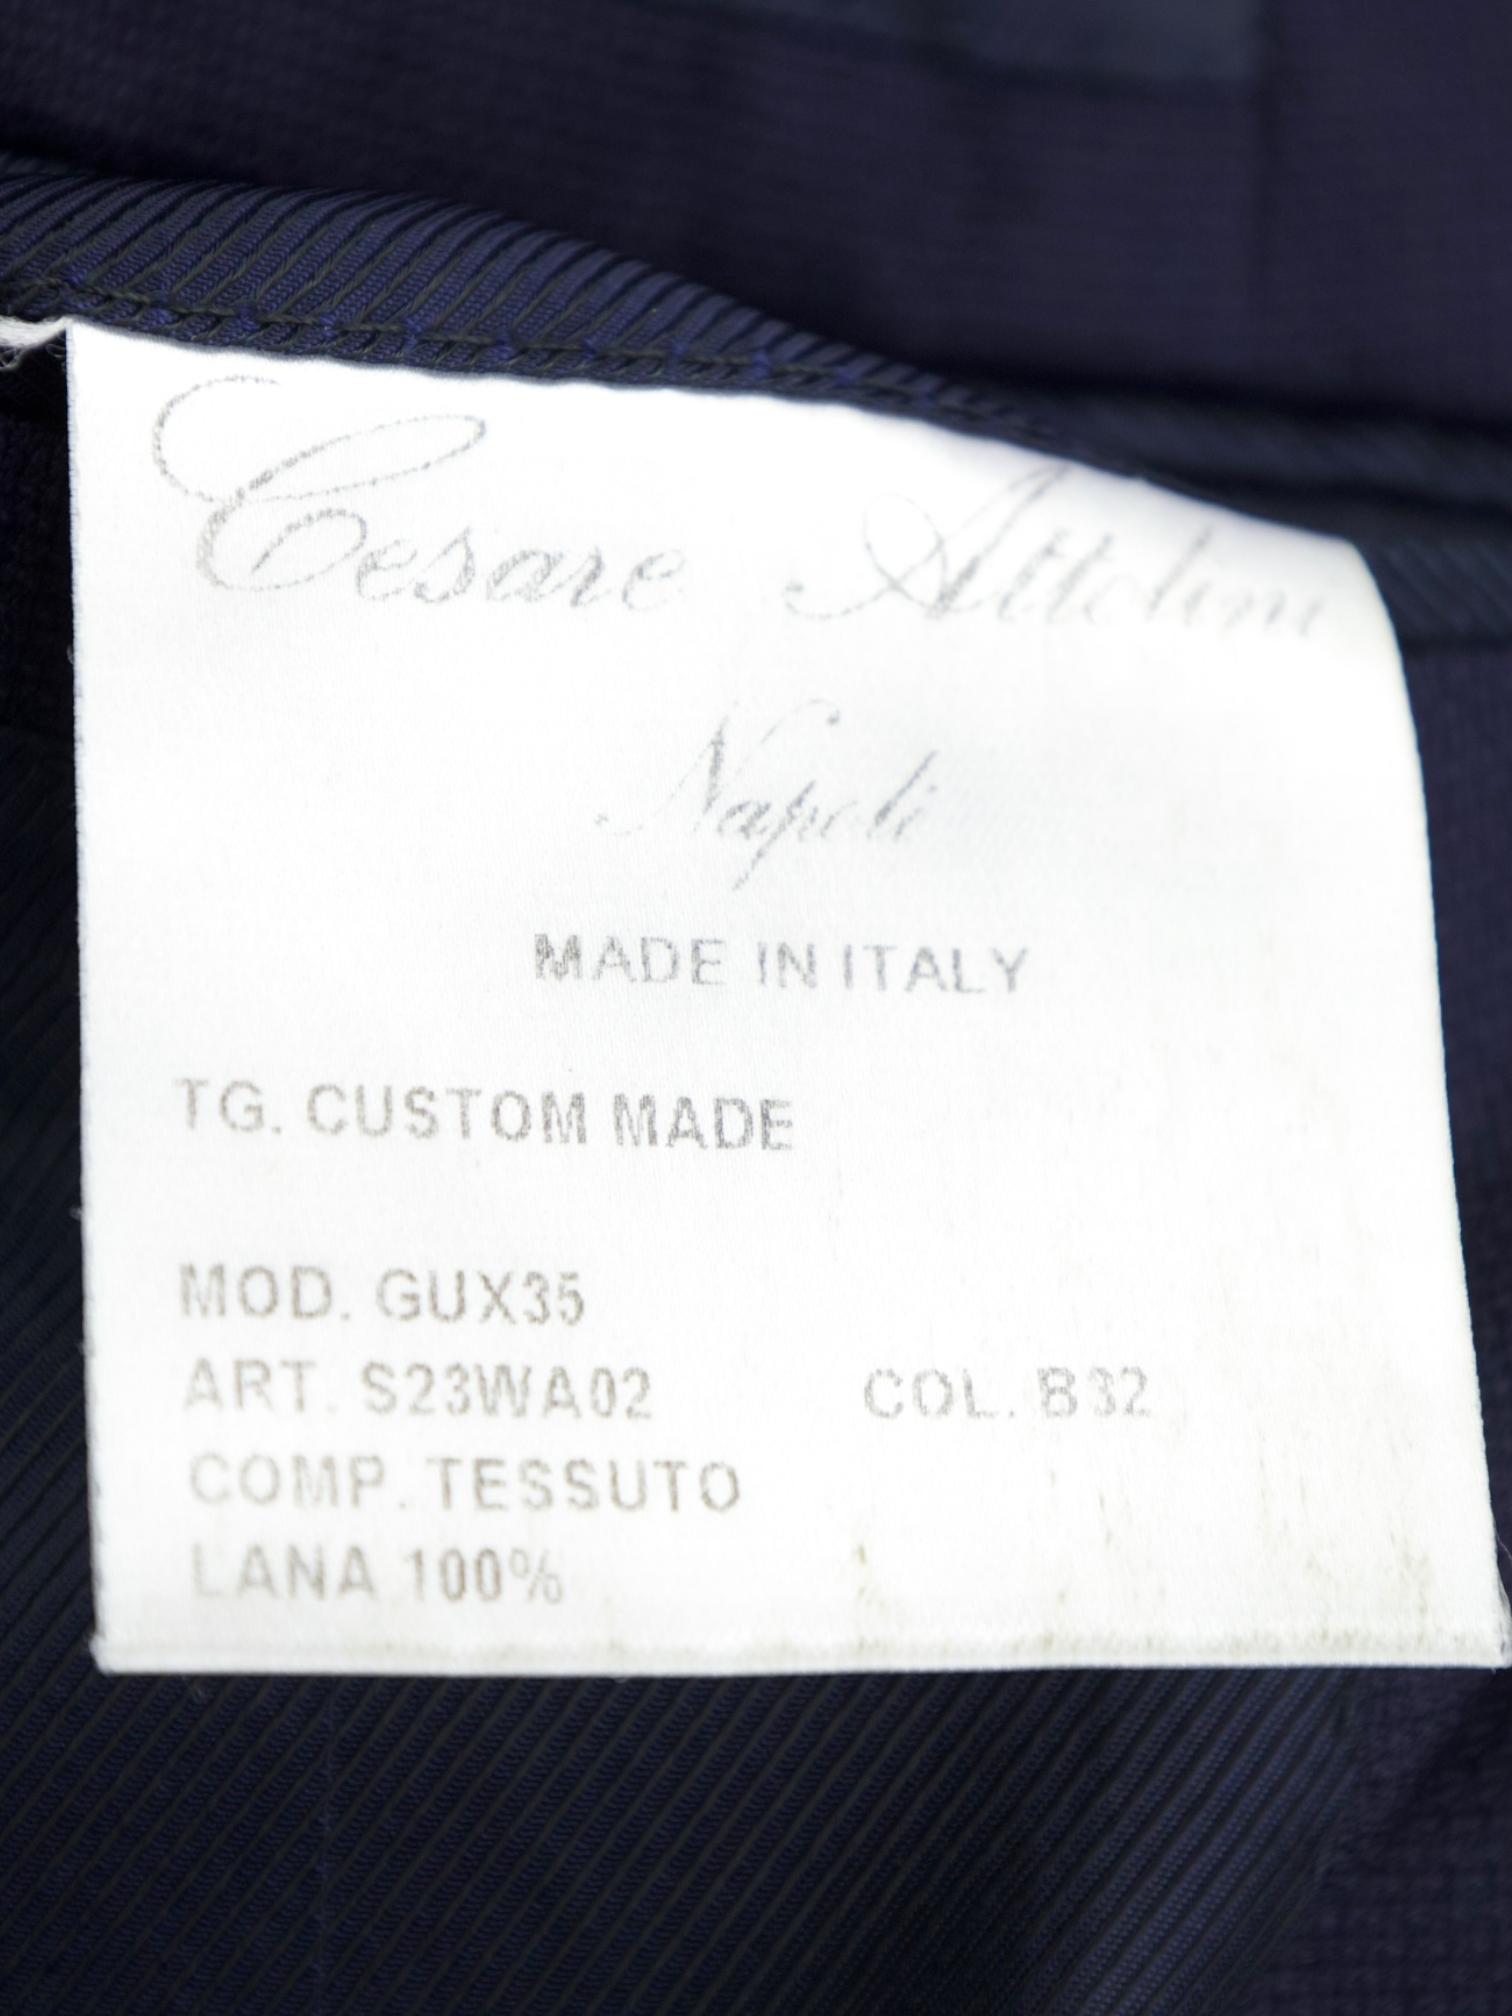 Cesare Attolini
Napoli
MADE IN ITALY
TG. CUSTOM MADE
MOD. GUX35
ART. S23WA02 COL. B32
COMP. TESSUTO
LANA 100%